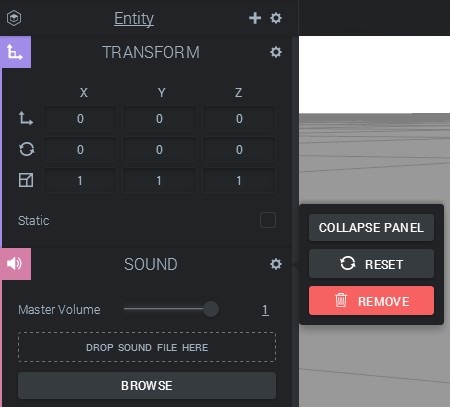 Entity
TRANSFORM
X Y Z
0 0 0
0 0 0
1 1 1
Static
COLLAPSE PANEL
SOUND
RESET
REMOVE
Master Volume 1
DROP SOUND FILE HERE
BROWSE